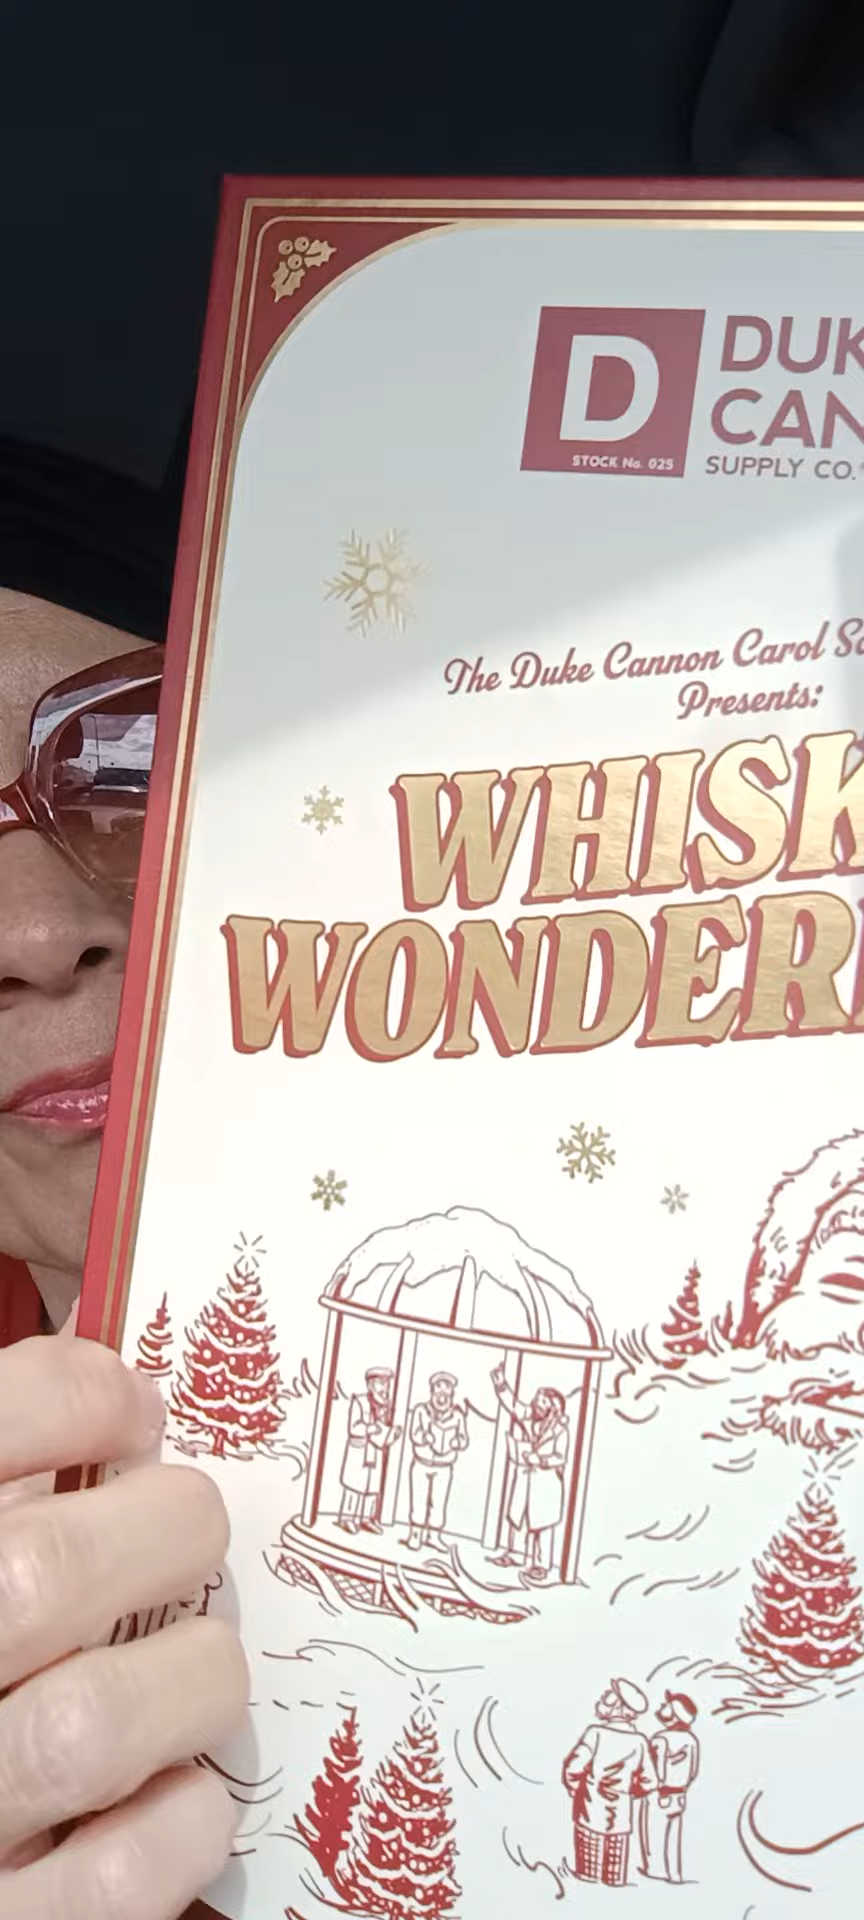 D
STOCK No. 025
DUK
CAN
SUPPLY CO.
The Duke Cannon Carol
Presents:
WHISK
WONDER